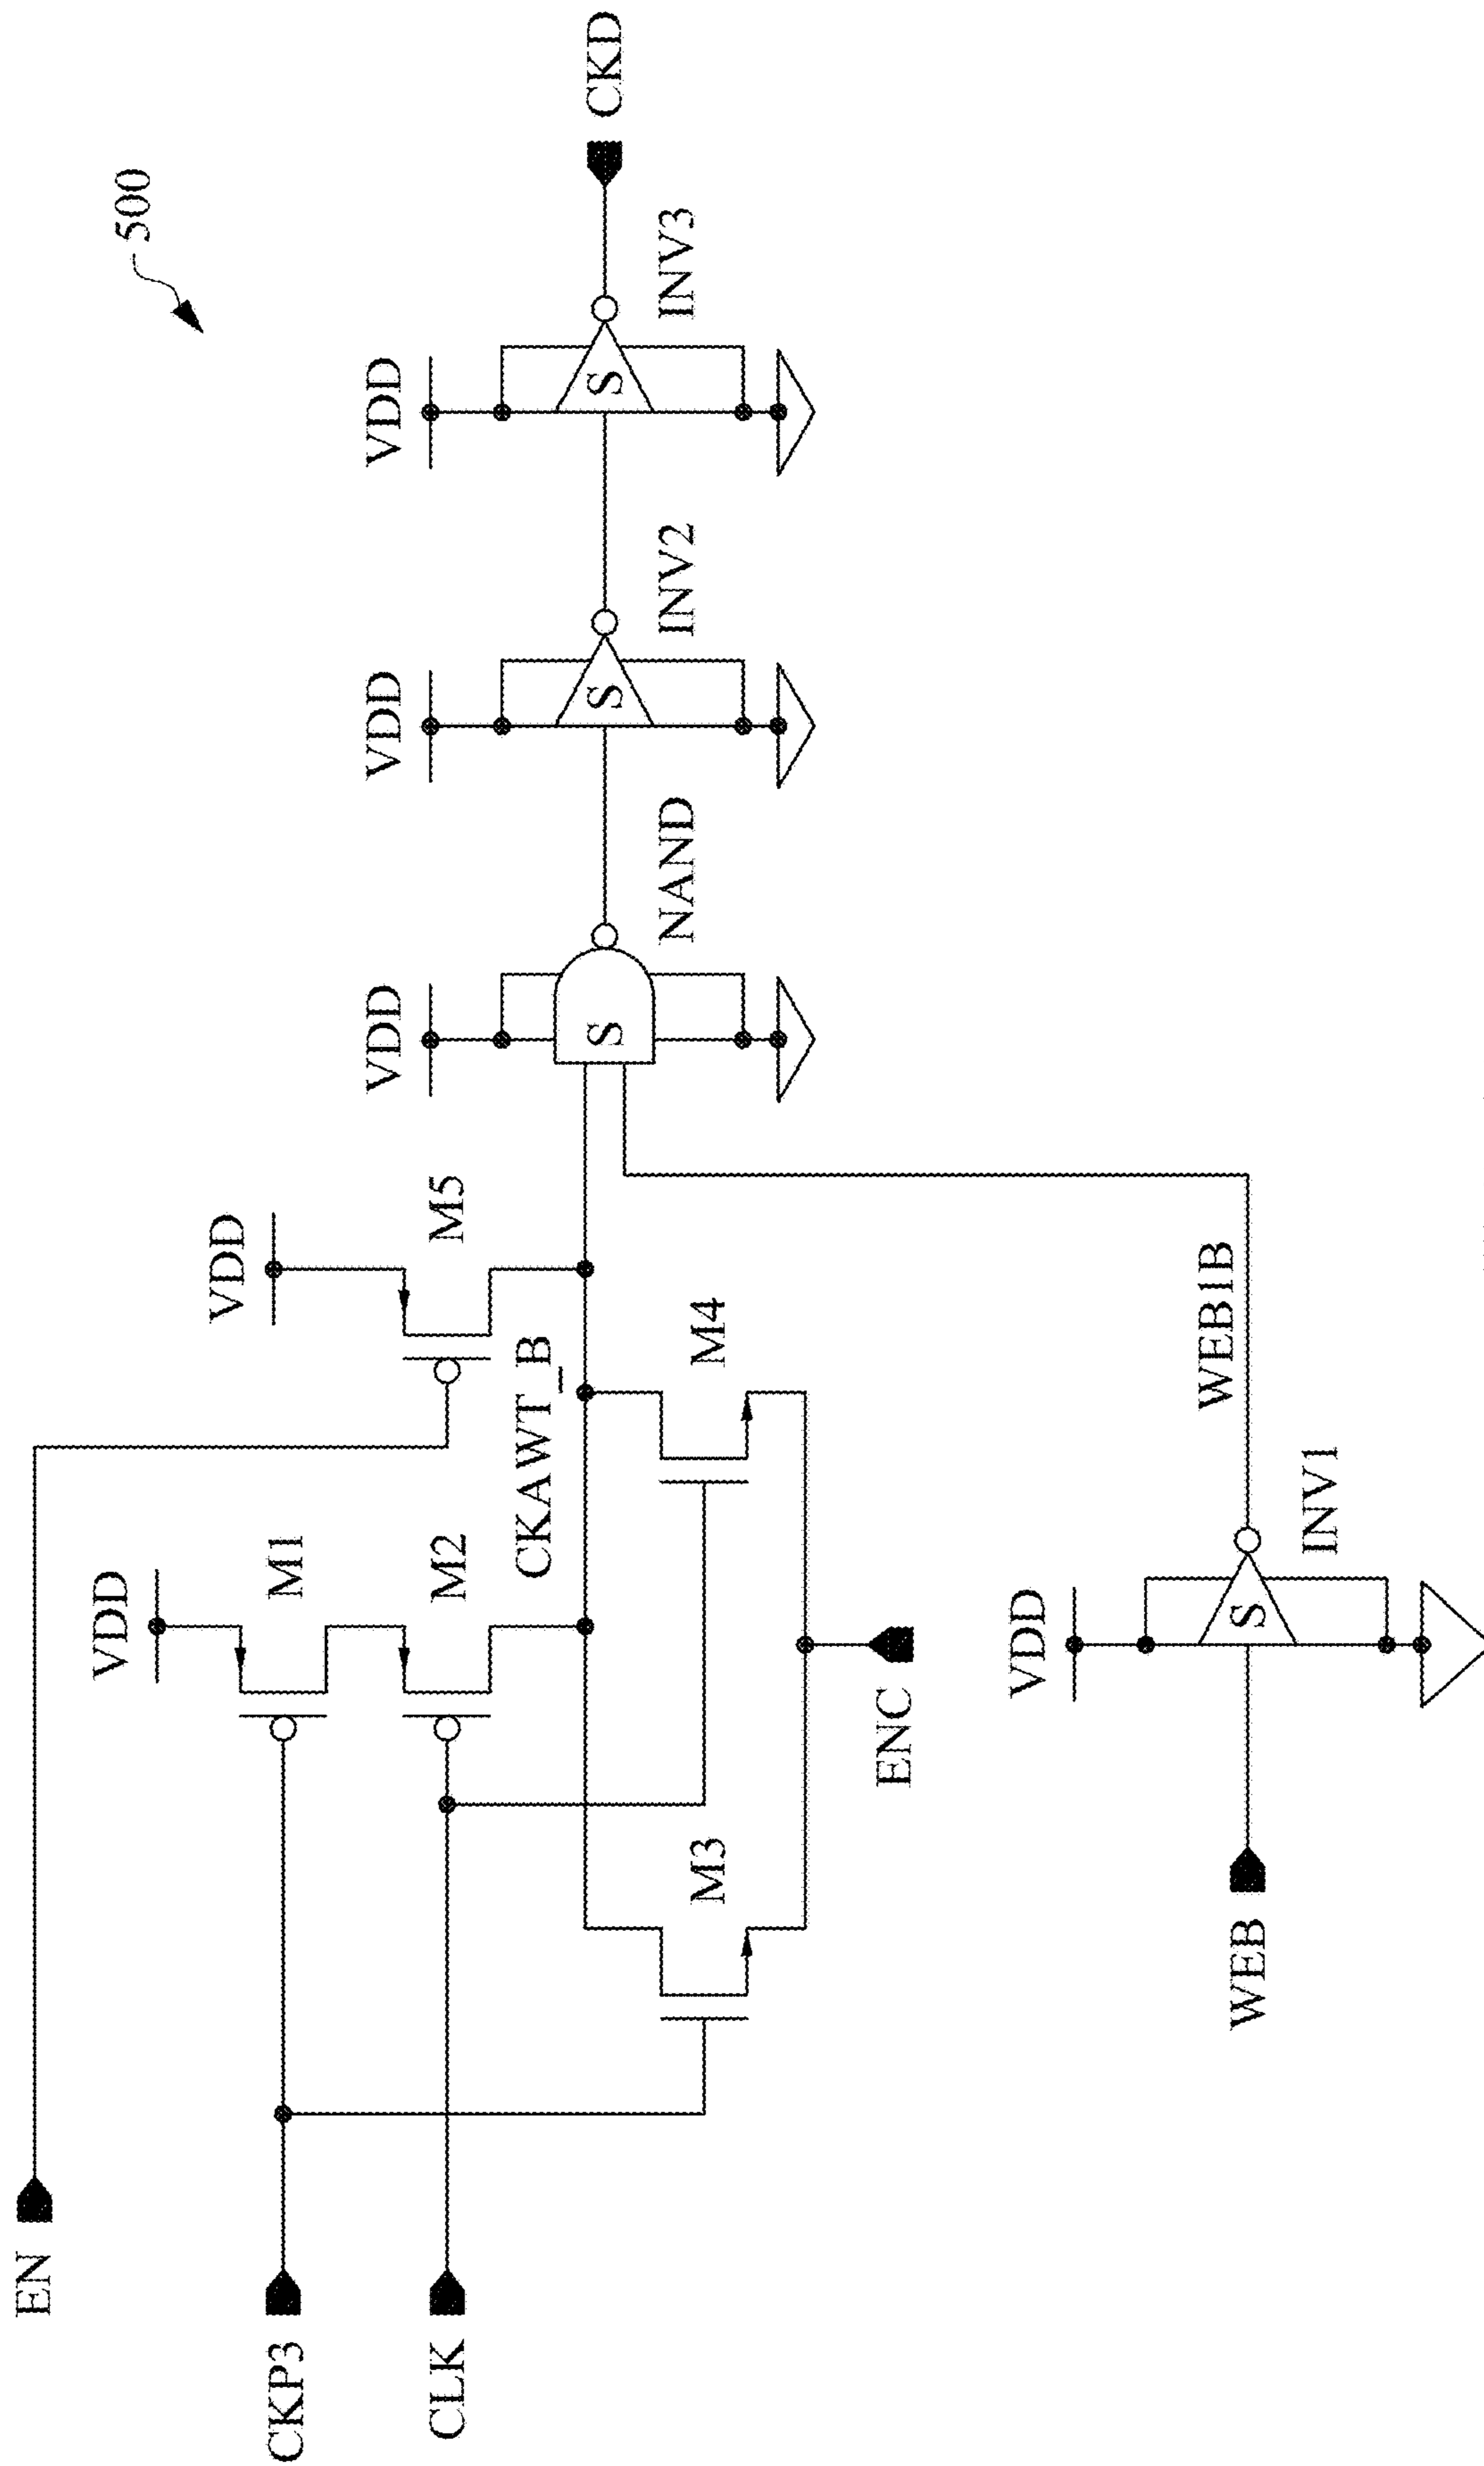 500
EN
CKP3
CLK
VDD
M1
M2
VDD
M5
CKAWT_B
M3
M4
ENC
VDD
NAND
VDD
INV2
VDD
INV3
CKD
WEB
VDD
INV1
WEB1B
S
S
S
S